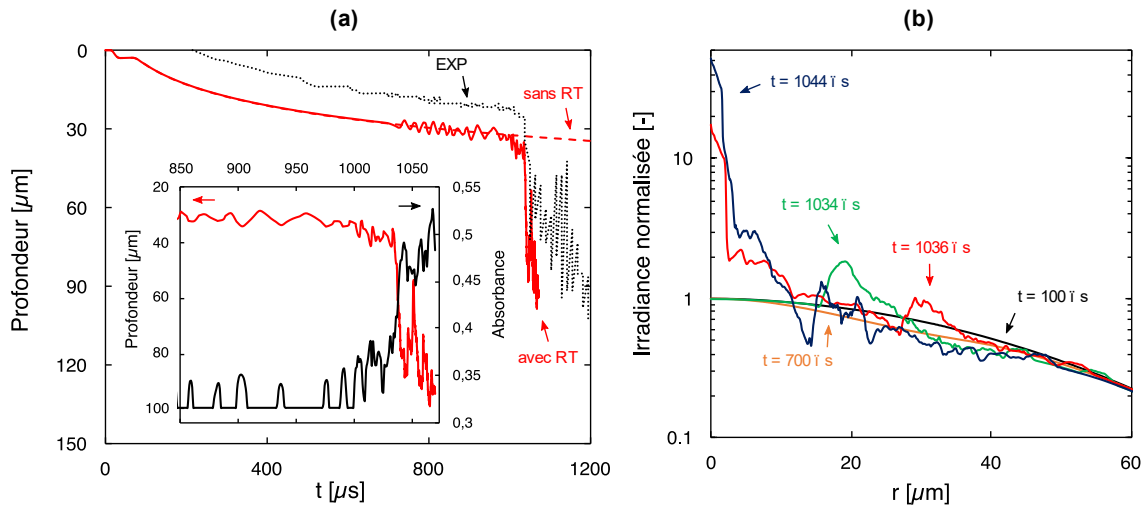 (a)
0
30
60
90
120
150
Profondeur [µm]
0
400
800
1200
t [µs]
EXP
sans RT
avec RT
850
900
950
1000
1050
20
40
60
80
100
Profondeur [µm]
0,55
0,5
0,45
0,4
0,35
0,3
Absorbance
(b)
10
1
0.1
Irradiance normalisée [-]
0
20
40
60
r [µm]
t = 1044 ï s
t = 1034 ï s
t = 1036 ï s
t = 100 ï s
t = 700 ï s